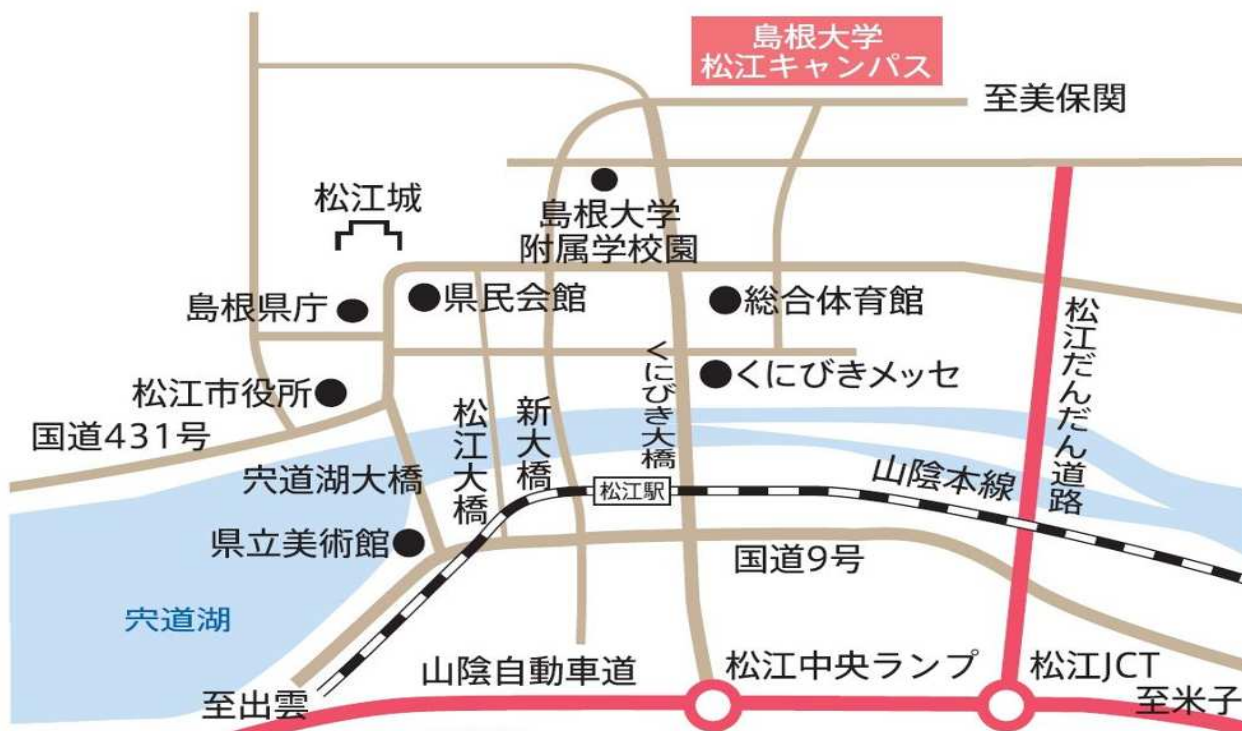 島根大学
松江キャンパス
至美保関
松江城
島根大学
附属学校園
島根県庁
県民会館
総合体育館
松江だんだん道路
くにびき大橋
くにびきメッセ
松江市役所
国道431号
松江大橋
新大橋
宍道湖大橋
山陰本線
松江駅
県立美術館
国道9号
宍道湖
山陰自動車道
松江中央ランプ
松江JCT
至出雲
至米子